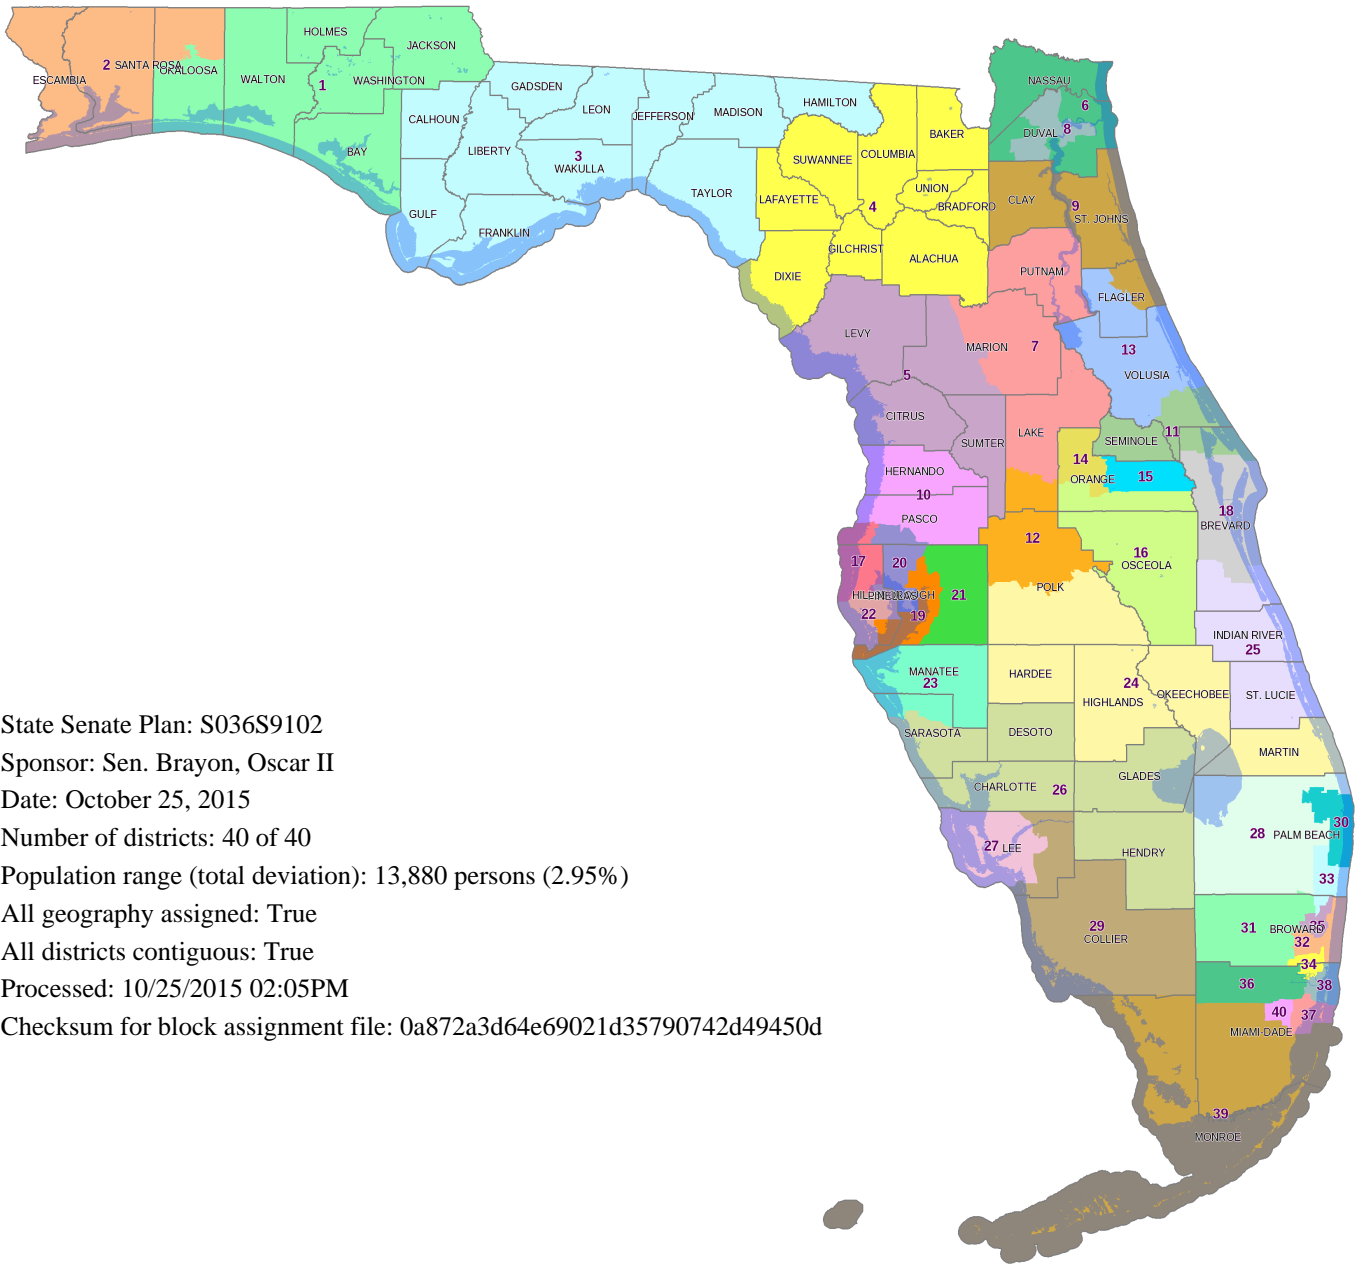 HOLMES
JACKSON
2 SANTA ROSA
OKALOOSA
ESCAMBIA
WALTON
1
WASHINGTON
BAY
GADSDEN
CALHOUN
LEON
JEFFERSON
MADISON
HAMILTON
LIBERTY
3
WAKULLA
TAYLOR
GULF
FRANKLIN
SUWANNEE
COLUMBIA
BAKER
LAFAYETTE
UNION
BRADFORD
4
GILCHRIST
ALACHUA
DIXIE
NASSAU
6
DUVAL
8
CLAY
9
ST. JOHNS
PUTNAM
FLAGLER
LEVY
MARION
7
13
VOLUSIA
5
CITRUS
SUMTER
LAKE
SEMINOLE
11
HERNANDO
14
ORANGE
15
10
PASCO
18
BREVARD
12
16
OSCEOLA
17
20
POLK
HILLSBOROUGH
PINELLAS
21
22
19
INDIAN RIVER
25
MANATEE
23
HARDEE
24
HIGHLANDS
OKEECHOBEE
ST. LUCIE
SARASOTA
DESOTO
MARTIN
GLADES
CHARLOTTE
26
27 LEE
HENDRY
28
PALM BEACH
30
33
29
COLLIER
31
BROWARD
35
32
34
36
38
40
37
MIAMI-DADE
39
MONROE
State Senate Plan: S036S9102
Sponsor: Sen. Brayon, Oscar II
Date: October 25, 2015
Number of districts: 40 of 40
Population range (total deviation): 13,880 persons (2.95%)
All geography assigned: True
All districts contiguous: True
Processed: 10/25/2015 02:05PM
Checksum for block assignment file: 0a872a3d64e69021d35790742d49450d